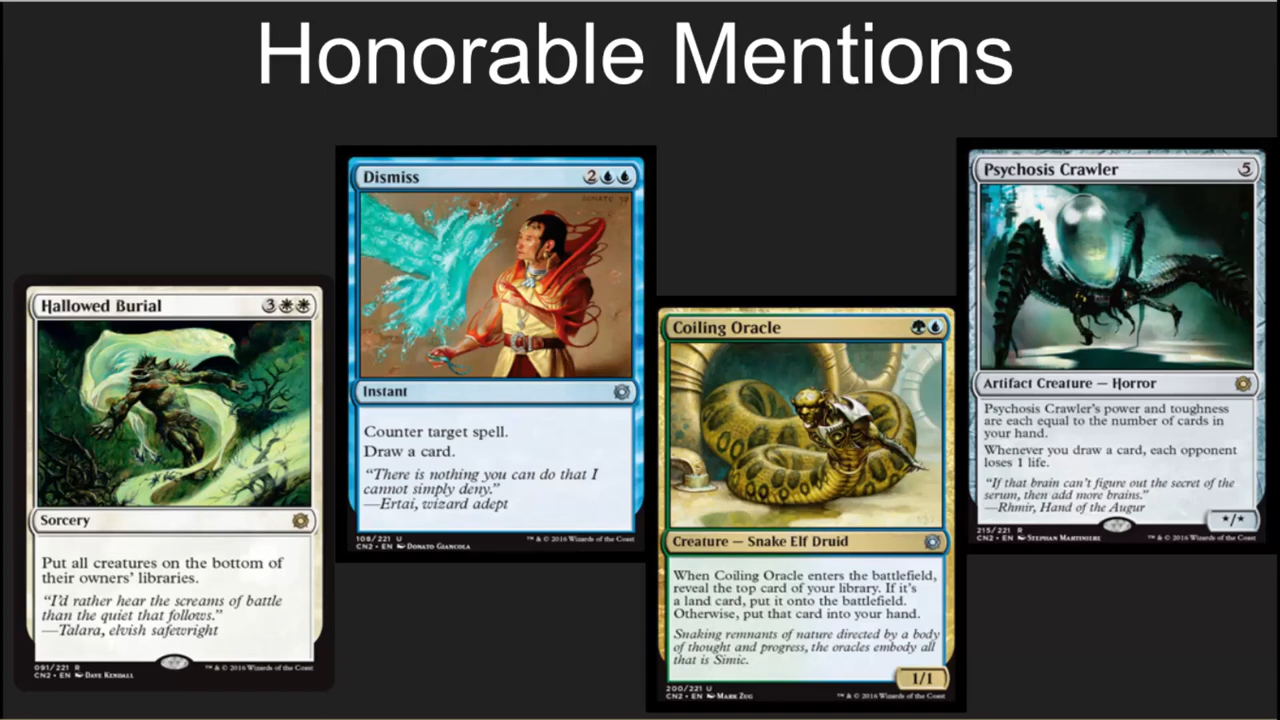 Honorable Mentions
Hallowed Burial 3
Sorcery
Put all creatures on the bottom of
their owners' libraries.
"I'd rather hear the screams of battle
than the quiet that follows."
—Talara, elvish safewright
091/221 R
CN2 • EN Dave Kendall
™ & © 2016 Wizards of the Coast
Dismiss 2
Instant
Counter target spell.
Draw a card.
"There is nothing you can do that I
cannot simply deny."
—Ertai, wizard adept
108/221 U
CN2 • EN Donato Giancola
™ & © 2016 Wizards of the Coast
Coiling Oracle
Creature — Snake Elf Druid
When Coiling Oracle enters the battlefield,
reveal the top card of your library. If it's
a land card, put it onto the battlefield.
Otherwise, put that card into your hand.
Snaking remnants of nature directed by a body
of thought and progress, the oracles embody all
that is Simic.
1/1
200/221 U
CN2 • EN Mark Zug
™ & © 2016 Wizards of the Coast
Psychosis Crawler 5
Artifact Creature — Horror
Psychosis Crawler's power and toughness
are each equal to the number of cards in
your hand.
Whenever you draw a card, each opponent
loses 1 life.
"If that brain can't figure out the secret of the
serum, then add more brains."
—Rhmir, Hand of the Augur
*/*
215/221 R
CN2 • EN Stephan Martiniere
™ & © 2016 Wizards of the Coast